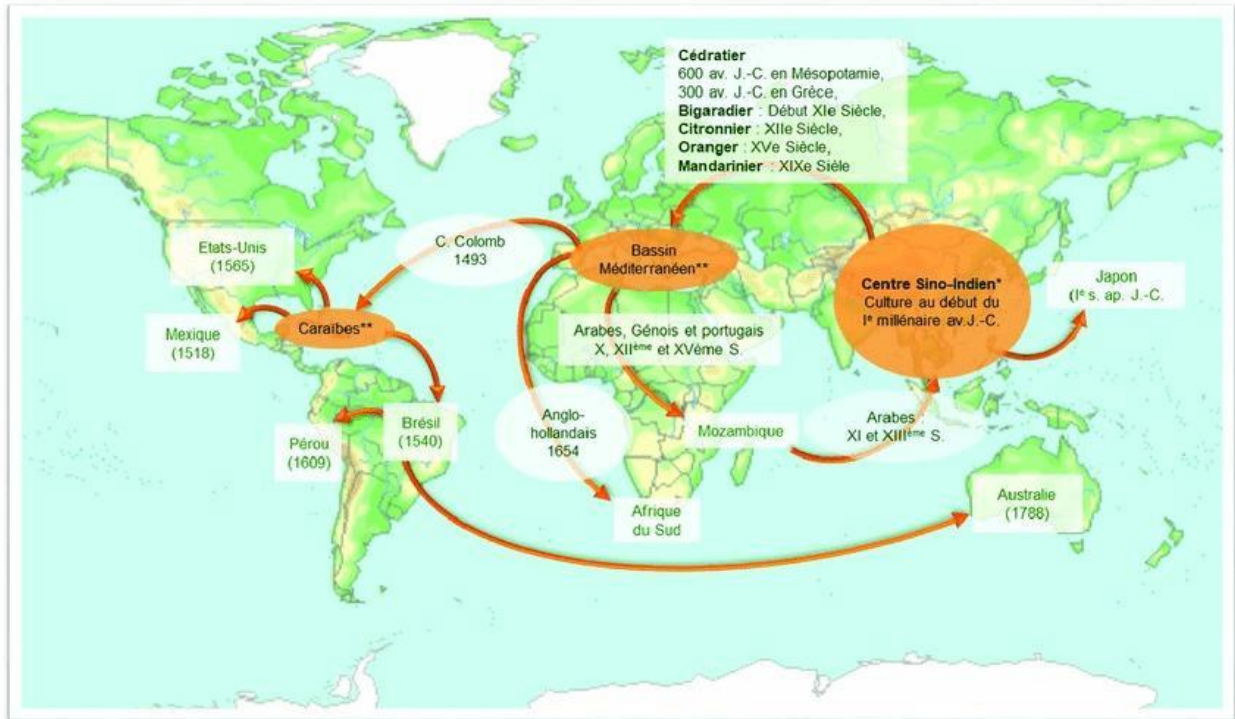 Cédratier
600 av. J.-C. en Mésopotamie,
300 av. J.-C. en Grèce,
Bigaradier : Début XIe Siècle,
Citronnier : XIIe Siècle,
Oranger : XVe Siècle,
Mandarinier : XIXe Sièle
C. Colomb
1493
Etats-Unis
(1565)
Bassin
Méditerranéen**
Centre Sino-Indien*
Culture au début du
Ie millénaire av.J.-C.
Japon
(Ie s. ap. J.-C.
Mexique
(1518)
Caraïbes**
Arabes, Génois et portugais
X, XIIème et XVème S.
Pérou
(1609)
Brésil
(1540)
Anglo-
hollandais
1654
Mozambique
Arabes
XI et XIIIème S.
Afrique
du Sud
Australie
(1788)